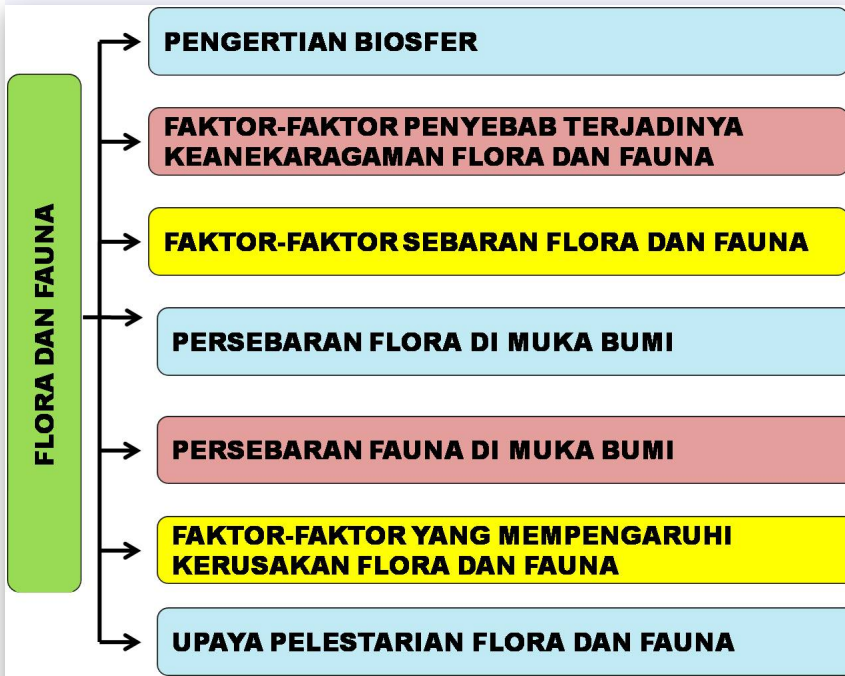 FLORA DAN FAUNA
PENGERTIAN BIOSFER
FAKTOR-FAKTOR PENYEBAB TERJADINYA
KEANEKARAGAMAN FLORA DAN FAUNA
FAKTOR-FAKTOR SEBARAN FLORA DAN FAUNA
PERSEBARAN FLORA DI MUKA BUMI
PERSEBARAN FAUNA DI MUKA BUMI
FAKTOR-FAKTOR YANG MEMPENGARUHI
KERUSAKAN FLORA DAN FAUNA
UPAYA PELESTARIAN FLORA DAN FAUNA